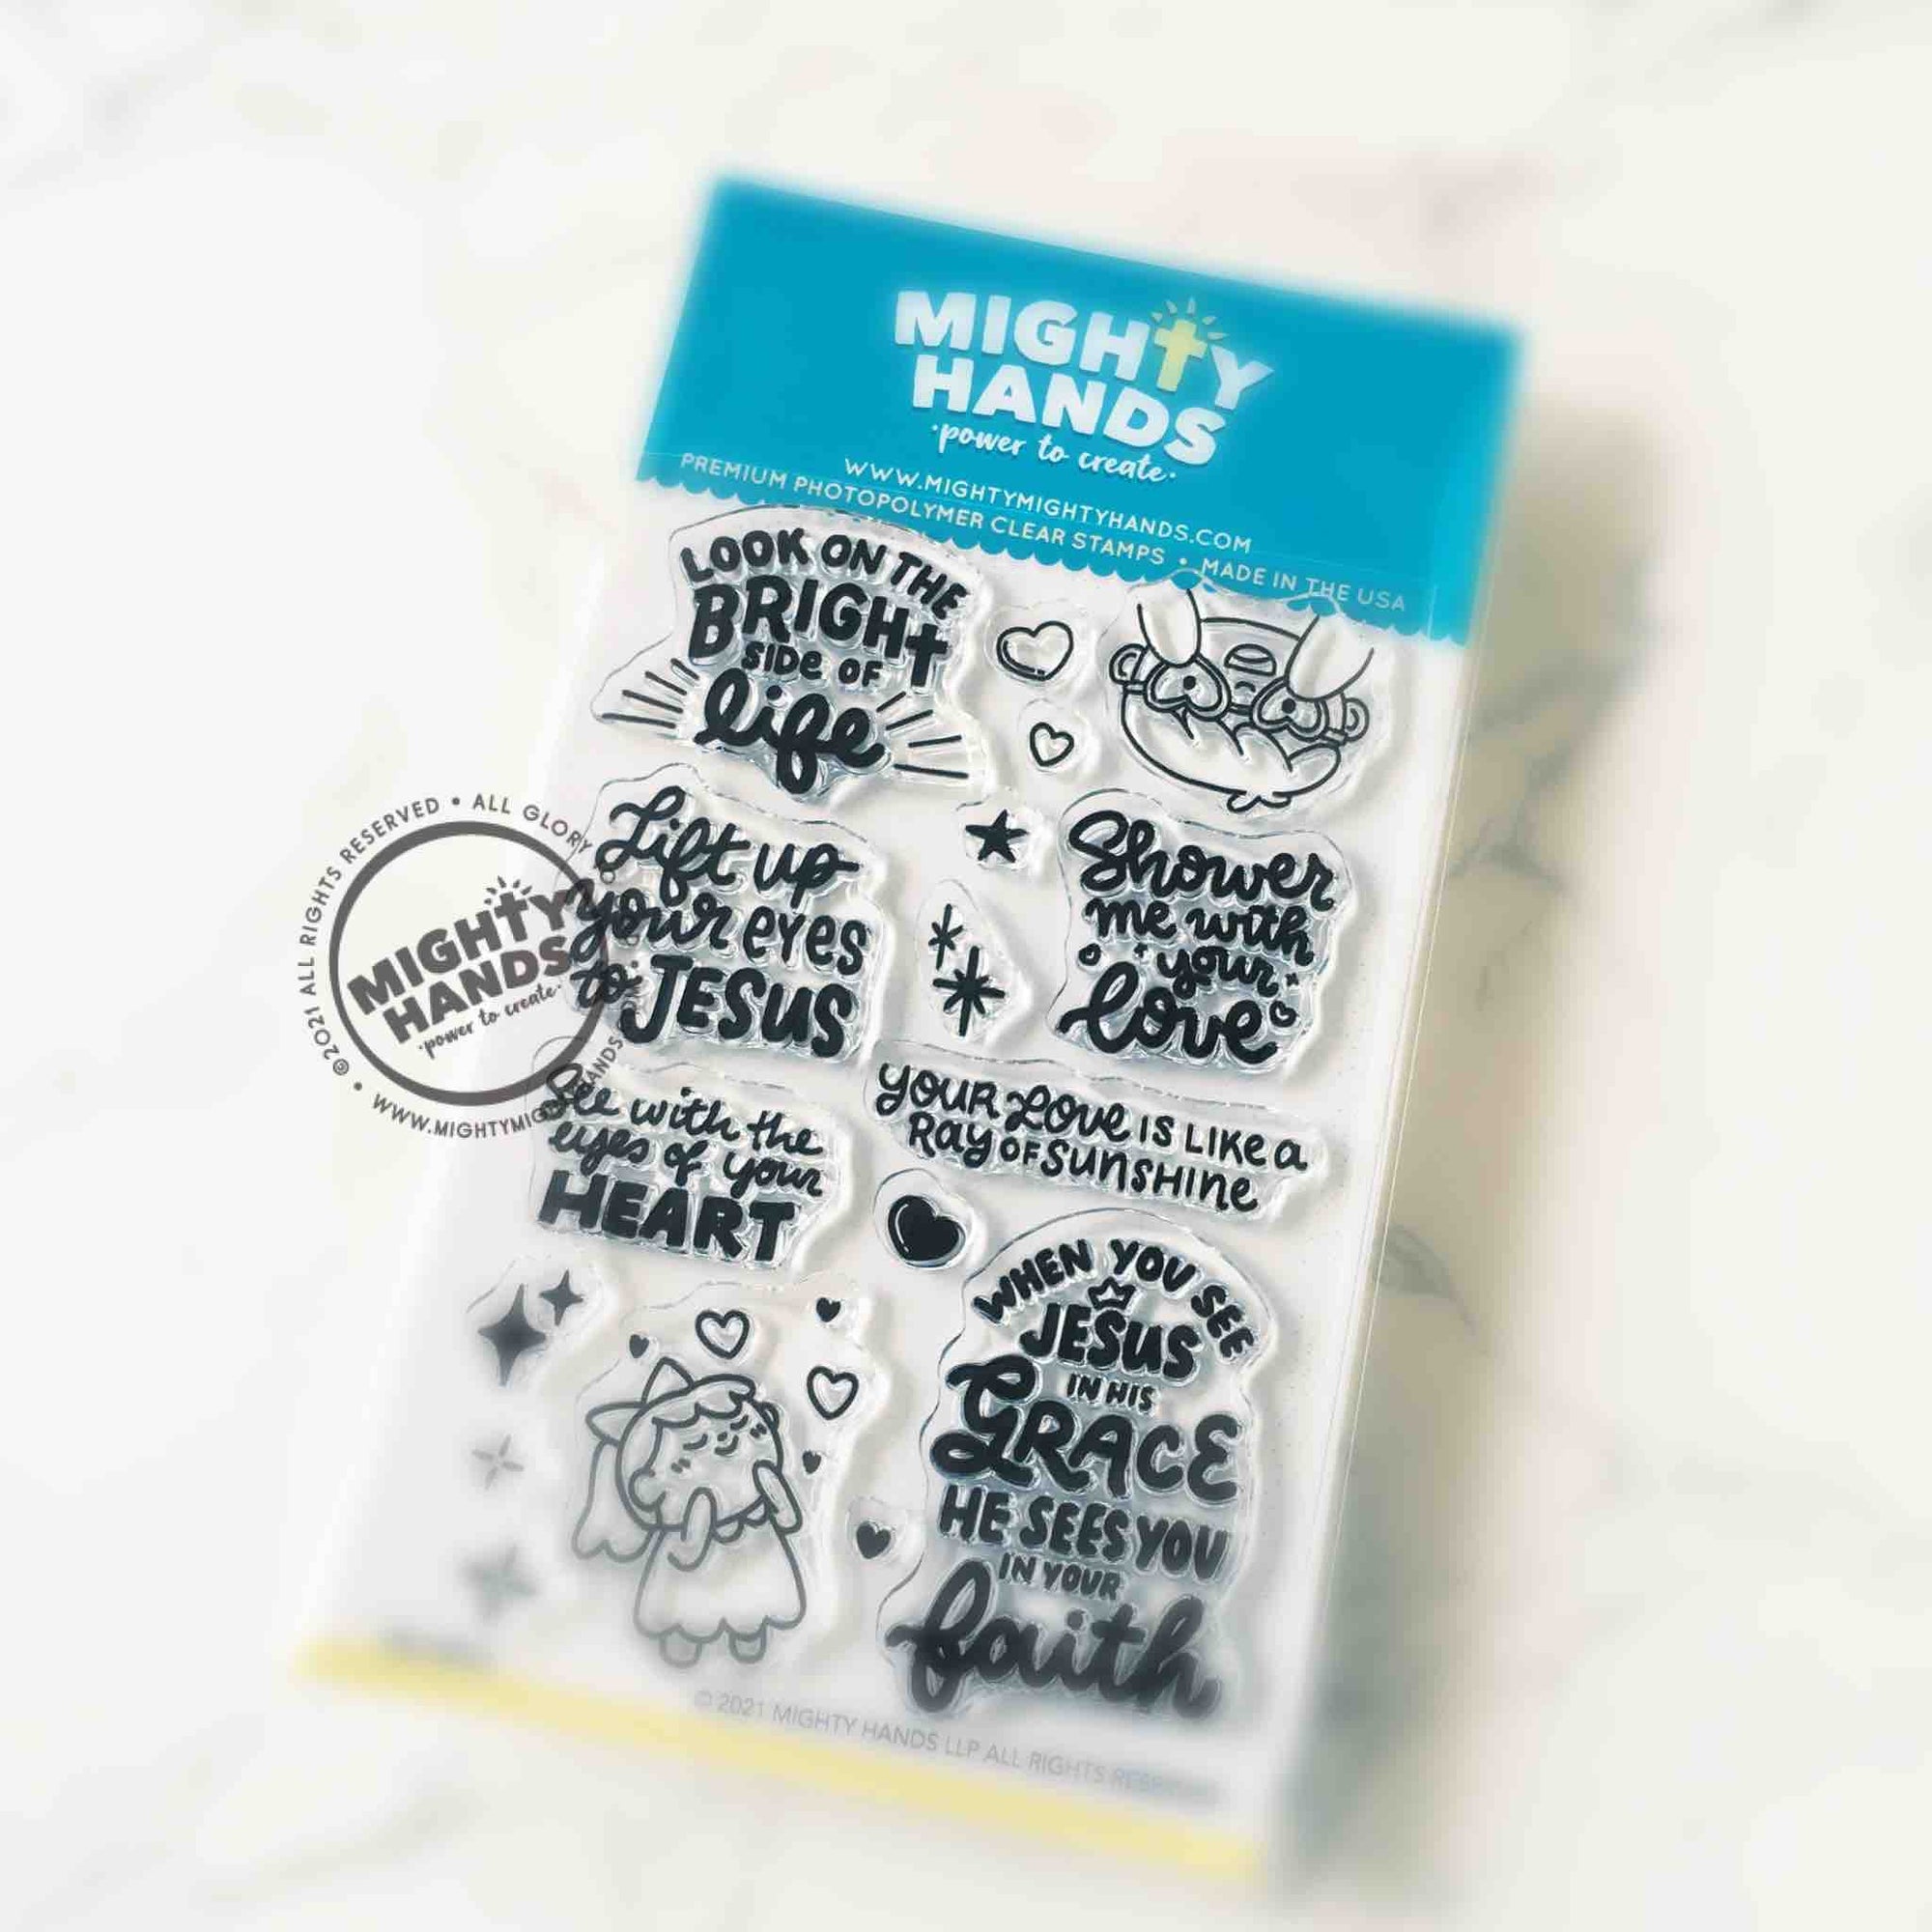 MIGHTY
HANDS
·power to create·
WWW.MIGHTYMIGHTYHANDS.COM
PREMIUM PHOTOPOLYMER CLEAR STAMPS • MADE IN THE USA
LOOK ON THE
BRIGHT
SIDE OF
life
Lift up
your eyes
to JESUS
Shower
me with
your
love
See with the
eyes of your
HEART
YOUR LOVE IS LIKE a
Ray OF SUNSHINE
WHEN YOU SEE
JESUS
IN HIS
GRACE
HE SEES YOU
IN YOUR
faith
© 2021 MIGHTY HANDS LLP ALL RIGHTS
©2021 ALL RIGHTS RESERVED • ALL GLORY
MIGHTY
HANDS
·power to create·